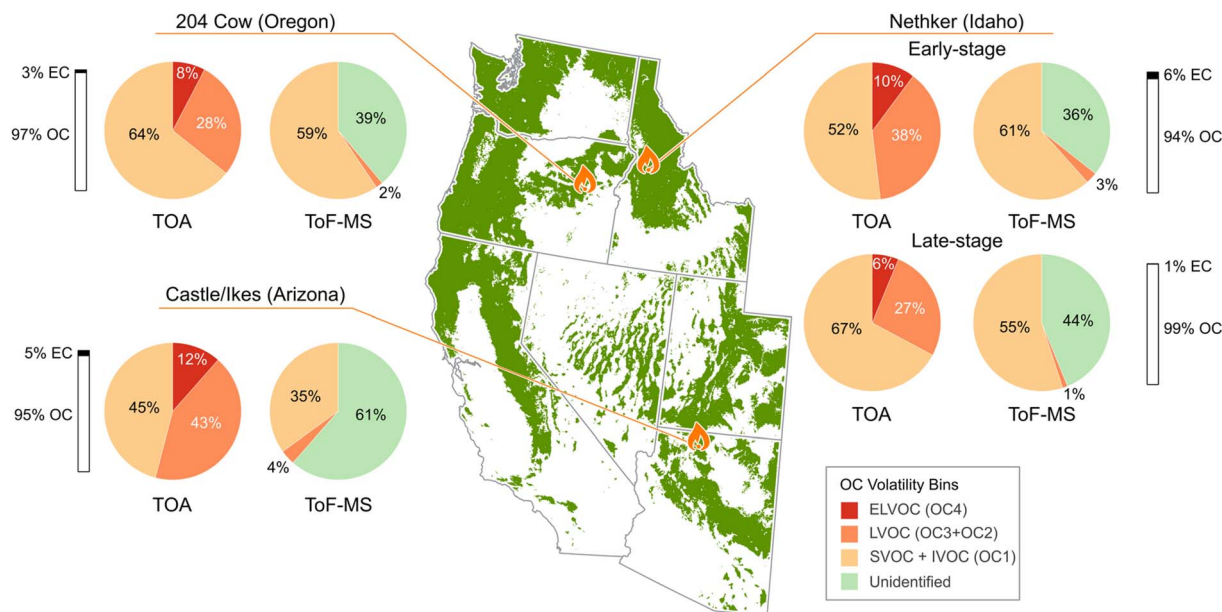 204 Cow (Oregon)
3% EC
97% OC
8%
28%
64%
TOA
39%
59%
2%
ToF-MS
Castle/Ikes (Arizona)
5% EC
95% OC
12%
45%
43%
TOA
35%
61%
4%
ToF-MS
Nethker (Idaho)
Early-stage
10%
52%
38%
TOA
36%
61%
3%
ToF-MS
6% EC
94% OC
Late-stage
6%
27%
67%
TOA
44%
55%
1%
ToF-MS
1% EC
99% OC
OC Volatility Bins
ELVOC (OC4)
LVOC (OC3+OC2)
SVOC + IVOC (OC1)
Unidentified